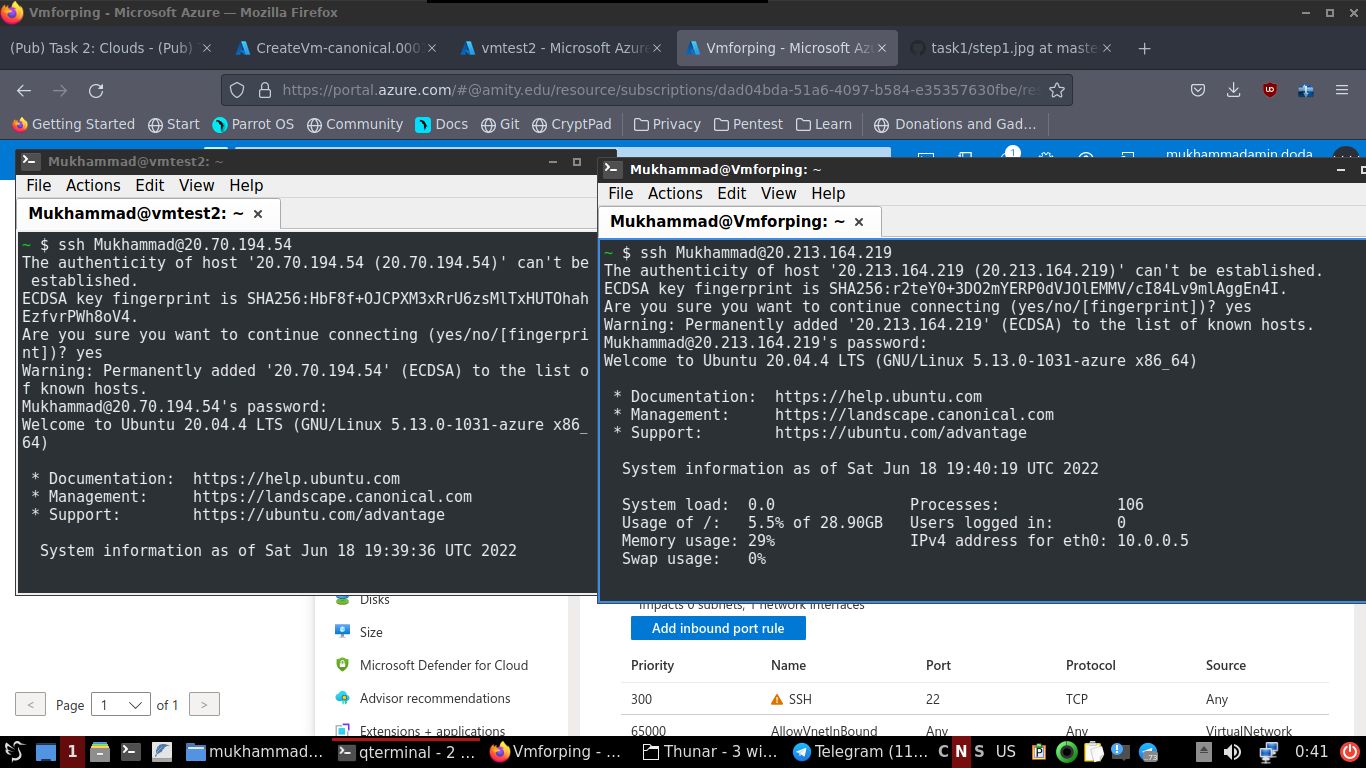 Vmforping - Microsoft Azure — Mozilla Firefox
(Pub) Task 2: Clouds - (Pub)
CreateVm-canonical.000
vmtest2 - Microsoft Azure
Vmforping - Microsoft Az
task1/step1.jpg at maste
https://portal.azure.com/#@amity.edu/resource/subscriptions/dad04bda-51a6-4097-b584-e35357630fbe/re
Getting Started Start Parrot OS Community Docs Git CryptPad Privacy Pentest Learn Donations and Gad...
1
mukhammadamin.doda
Mukhammad@vmtest2: ~
File Actions Edit View Help
Mukhammad@vmtest2: ~
~ $ ssh Mukhammad@20.70.194.54
The authenticity of host '20.70.194.54 (20.70.194.54)' can't be
established.
ECDSA key fingerprint is SHA256:HbF8f+OJCPXM3xRrU6zsMlTxHUTOhah
EzfvrPWh8oV4.
Are you sure you want to continue connecting (yes/no/[fingerpri
nt])? yes
Warning: Permanently added '20.70.194.54' (ECDSA) to the list o
f known hosts.
Mukhammad@20.70.194.54's password:
Welcome to Ubuntu 20.04.4 LTS (GNU/Linux 5.13.0-1031-azure x86_
64)
* Documentation: https://help.ubuntu.com
* Management: https://landscape.canonical.com
* Support: https://ubuntu.com/advantage
System information as of Sat Jun 18 19:39:36 UTC 2022
Mukhammad@Vmforping: ~
File Actions Edit View Help
Mukhammad@Vmforping: ~
~ $ ssh Mukhammad@20.213.164.219
The authenticity of host '20.213.164.219 (20.213.164.219)' can't be established.
ECDSA key fingerprint is SHA256:r2teY0+3DO2mYERP0dVJOlEMMV/cI84Lv9mlAggEn4I.
Are you sure you want to continue connecting (yes/no/[fingerprint])? yes
Warning: Permanently added '20.213.164.219' (ECDSA) to the list of known hosts.
Mukhammad@20.213.164.219's password:
Welcome to Ubuntu 20.04.4 LTS (GNU/Linux 5.13.0-1031-azure x86_64)
* Documentation: https://help.ubuntu.com
* Management: https://landscape.canonical.com
* Support: https://ubuntu.com/advantage
System information as of Sat Jun 18 19:40:19 UTC 2022
System load: 0.0 Processes: 106
Usage of /: 5.5% of 28.90GB Users logged in: 0
Memory usage: 29% IPv4 address for eth0: 10.0.0.5
Swap usage: 0%
Disks
Size
Microsoft Defender for Cloud
Advisor recommendations
Extensions + applications
< Page 1 of 1 >
Impacts 0 subnets, 1 network interfaces
Add inbound port rule
Priority Name Port Protocol Source
300 SSH 22 TCP Any
65000 AllowVnetInBound Any Any VirtualNetwork
1 mukhammad... qterminal - 2 ... Vmforping - ... Thunar - 3 wi... Telegram (11... C N S US 73 0:41